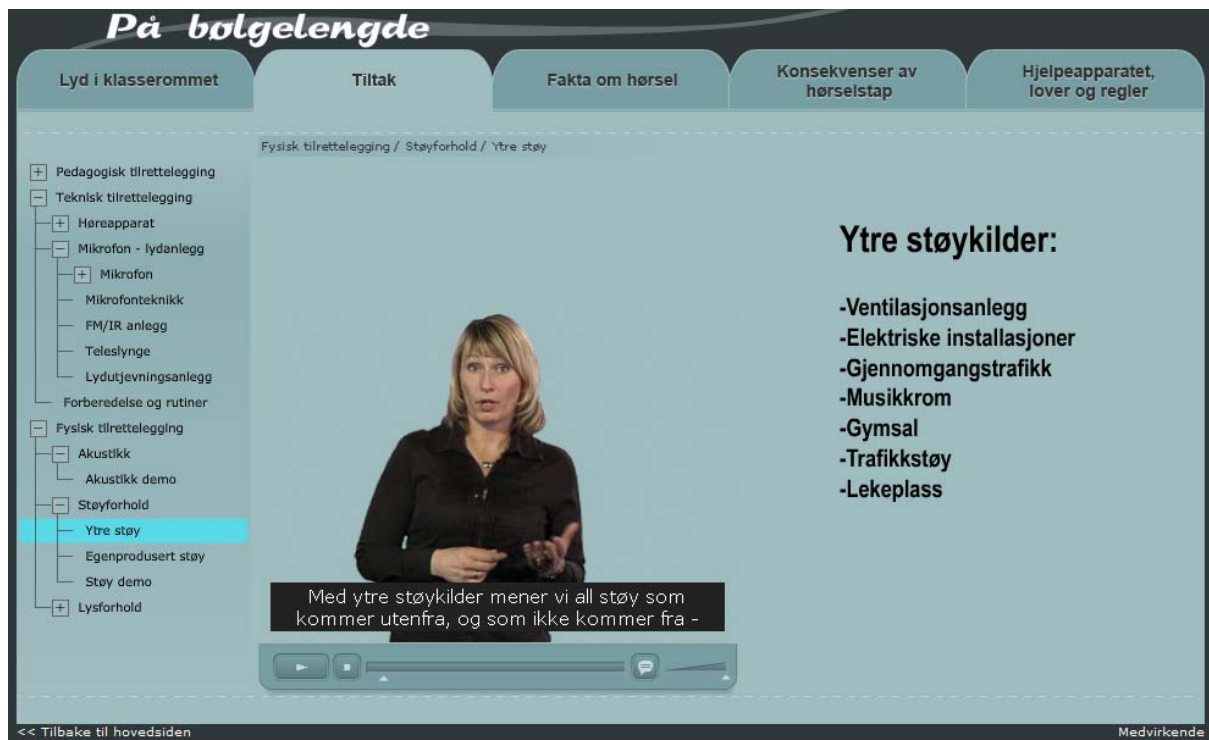 På bølgelengde
Lyd i klasserommet
Tiltak
Fakta om hørsel
Konsekvenser av
hørselstap
Hjelpeapparatet,
lover og regler
Fysisk tilrettelegging / Støyforhold / Ytre støy
Pedagogisk tilrettelegging
Teknisk tilrettelegging
Høreapparat
Mikrofon - lydanlegg
Mikrofon
Mikrofonteknikk
FM/IR anlegg
Teleslynge
Lydutjevningsanlegg
Forberedelse og rutiner
Fysisk tilrettelegging
Akustikk
Akustikk demo
Støyforhold
Ytre støy
Egenprodusert støy
Støy demo
Lysforhold
Ytre støykilder:
-Ventilasjonsanlegg
-Elektriske installasjoner
-Gjennomgangstrafikk
-Musikkrom
-Gymsal
-Trafikkstøy
-Lekeplass
Med ytre støykilder mener vi all støy som
kommer utenfra, og som ikke kommer fra -
<< Tilbake til hovedsiden
Medvirkende